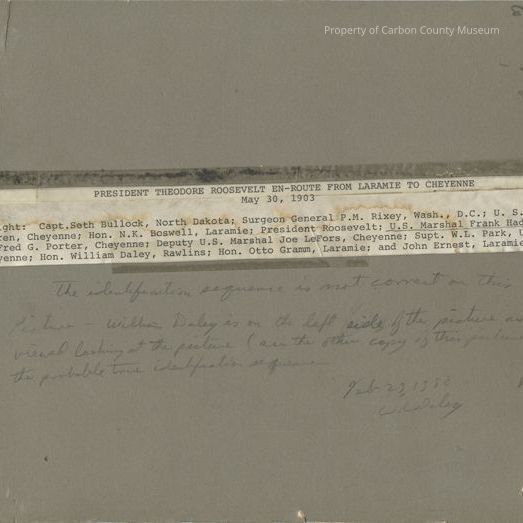 Property of Carbon County Museum
PRESIDENT THEODORE ROOSEVELT EN-ROUTE FROM LARAMIE TO CHEYENNE
May 30, 1903
ght: Capt.Seth Bullock, North Dakota; Surgeon General P.M. Rixey, Wash., D.C.; U. S.
ren, Cheyenne; Hon. N.K. Boswell, Laramie; President Roosevelt; U.S. Marshal Frank Had
Fred G. Porter, Cheyenne; Deputy U.S. Marshal Joe LeFors, Cheyenne; Supt. W.L. Park, U
yenne; Hon. William Daley, Rawlins; Hon. Otto Gramm, Laramie; and John Ernest, Laramie
The identification sequence is not correct on this
Picture - William Daley is on the left side of the picture as
viewed looking at the picture (see the other copy of this picture
the probable true identification sequence
Feb 23, 19